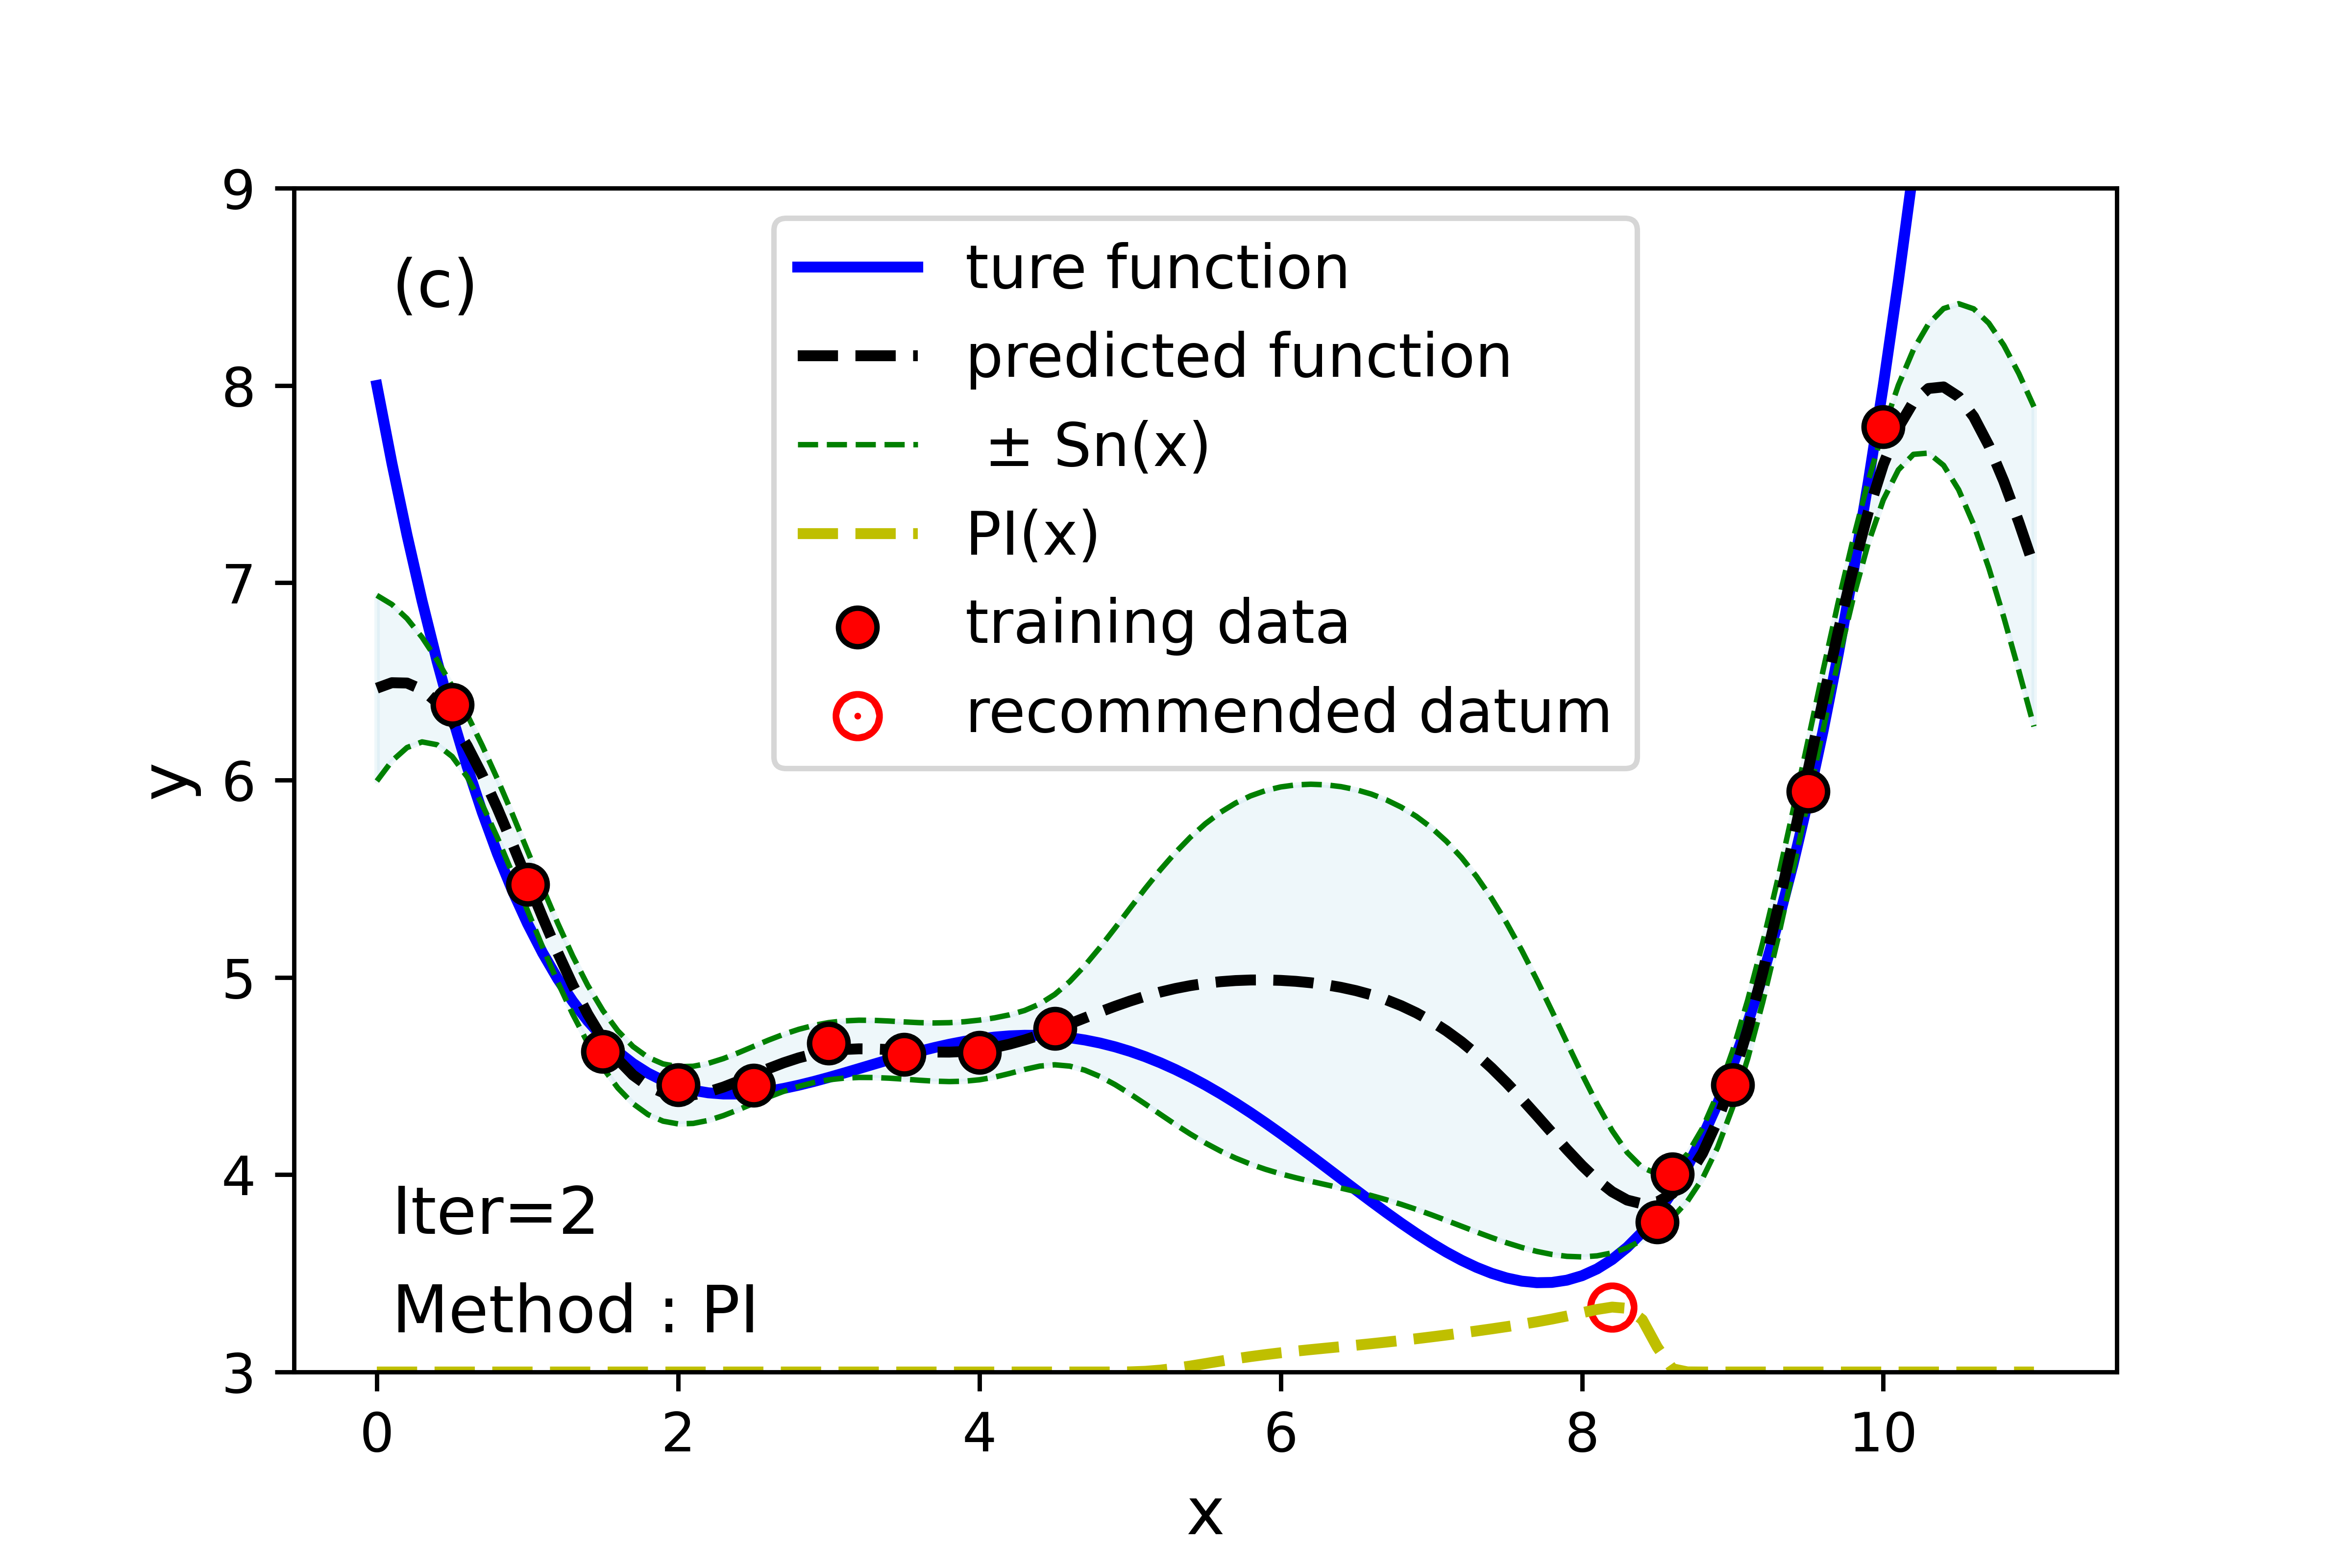 (c)
ture function
predicted function
± Sn(x)
PI(x)
training data
recommended datum
Iter=2
Method : PI
y
9
8
7
6
5
4
3
0 2 4 6 8 10
x